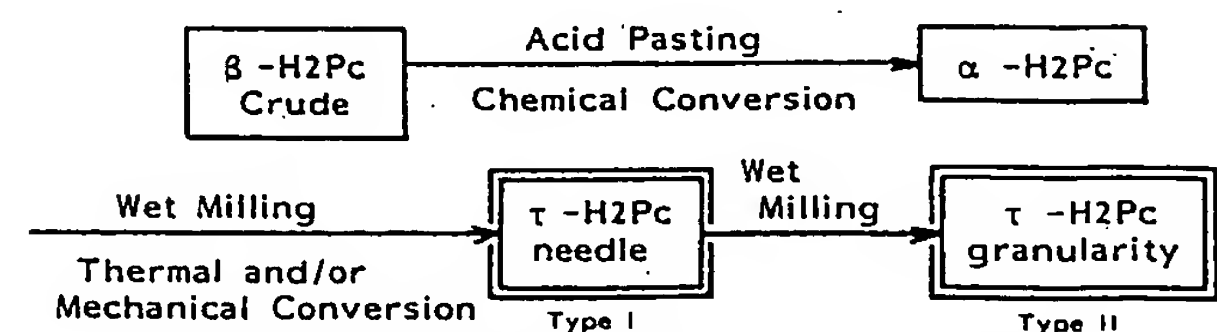 Acid Pasting
β -H2Pc
Crude
α -H2Pc
Chemical Conversion
Wet Milling
Thermal and/or
Mechanical Conversion
τ -H2Pc
needle
Type I
Wet
Milling
τ -H2Pc
granularity
Type II